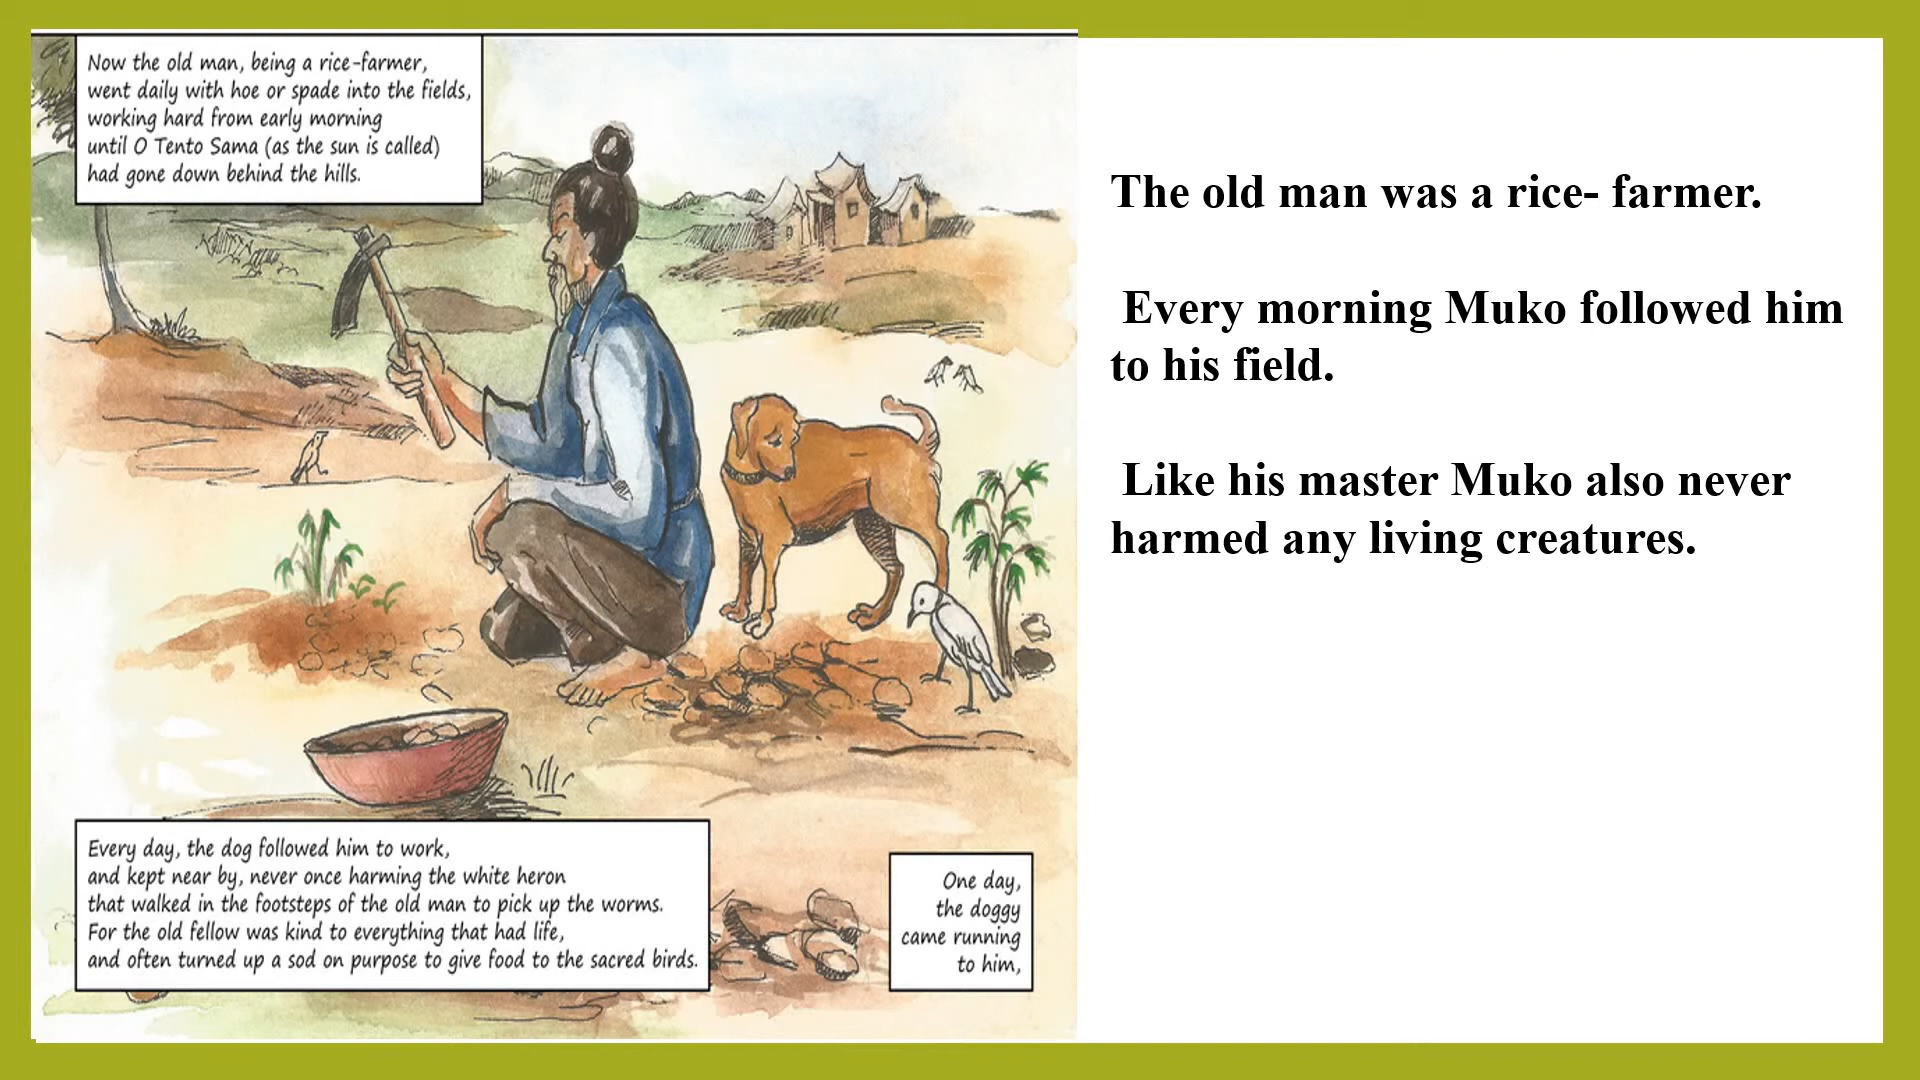 Now the old man, being a rice-farmer,
went daily with hoe or spade into the fields,
working hard from early morning
until O Tento Sama (as the sun is called)
had gone down behind the hills.
Every day, the dog followed him to work,
and kept near by, never once harming the white heron
that walked in the footsteps of the old man to pick up the worms.
For the old fellow was kind to everything that had life,
and often turned up a sod on purpose to give food to the sacred birds.
One day,
the doggy
came running
to him,
The old man was a rice- farmer.
Every morning Muko followed him
to his field.
Like his master Muko also never
harmed any living creatures.